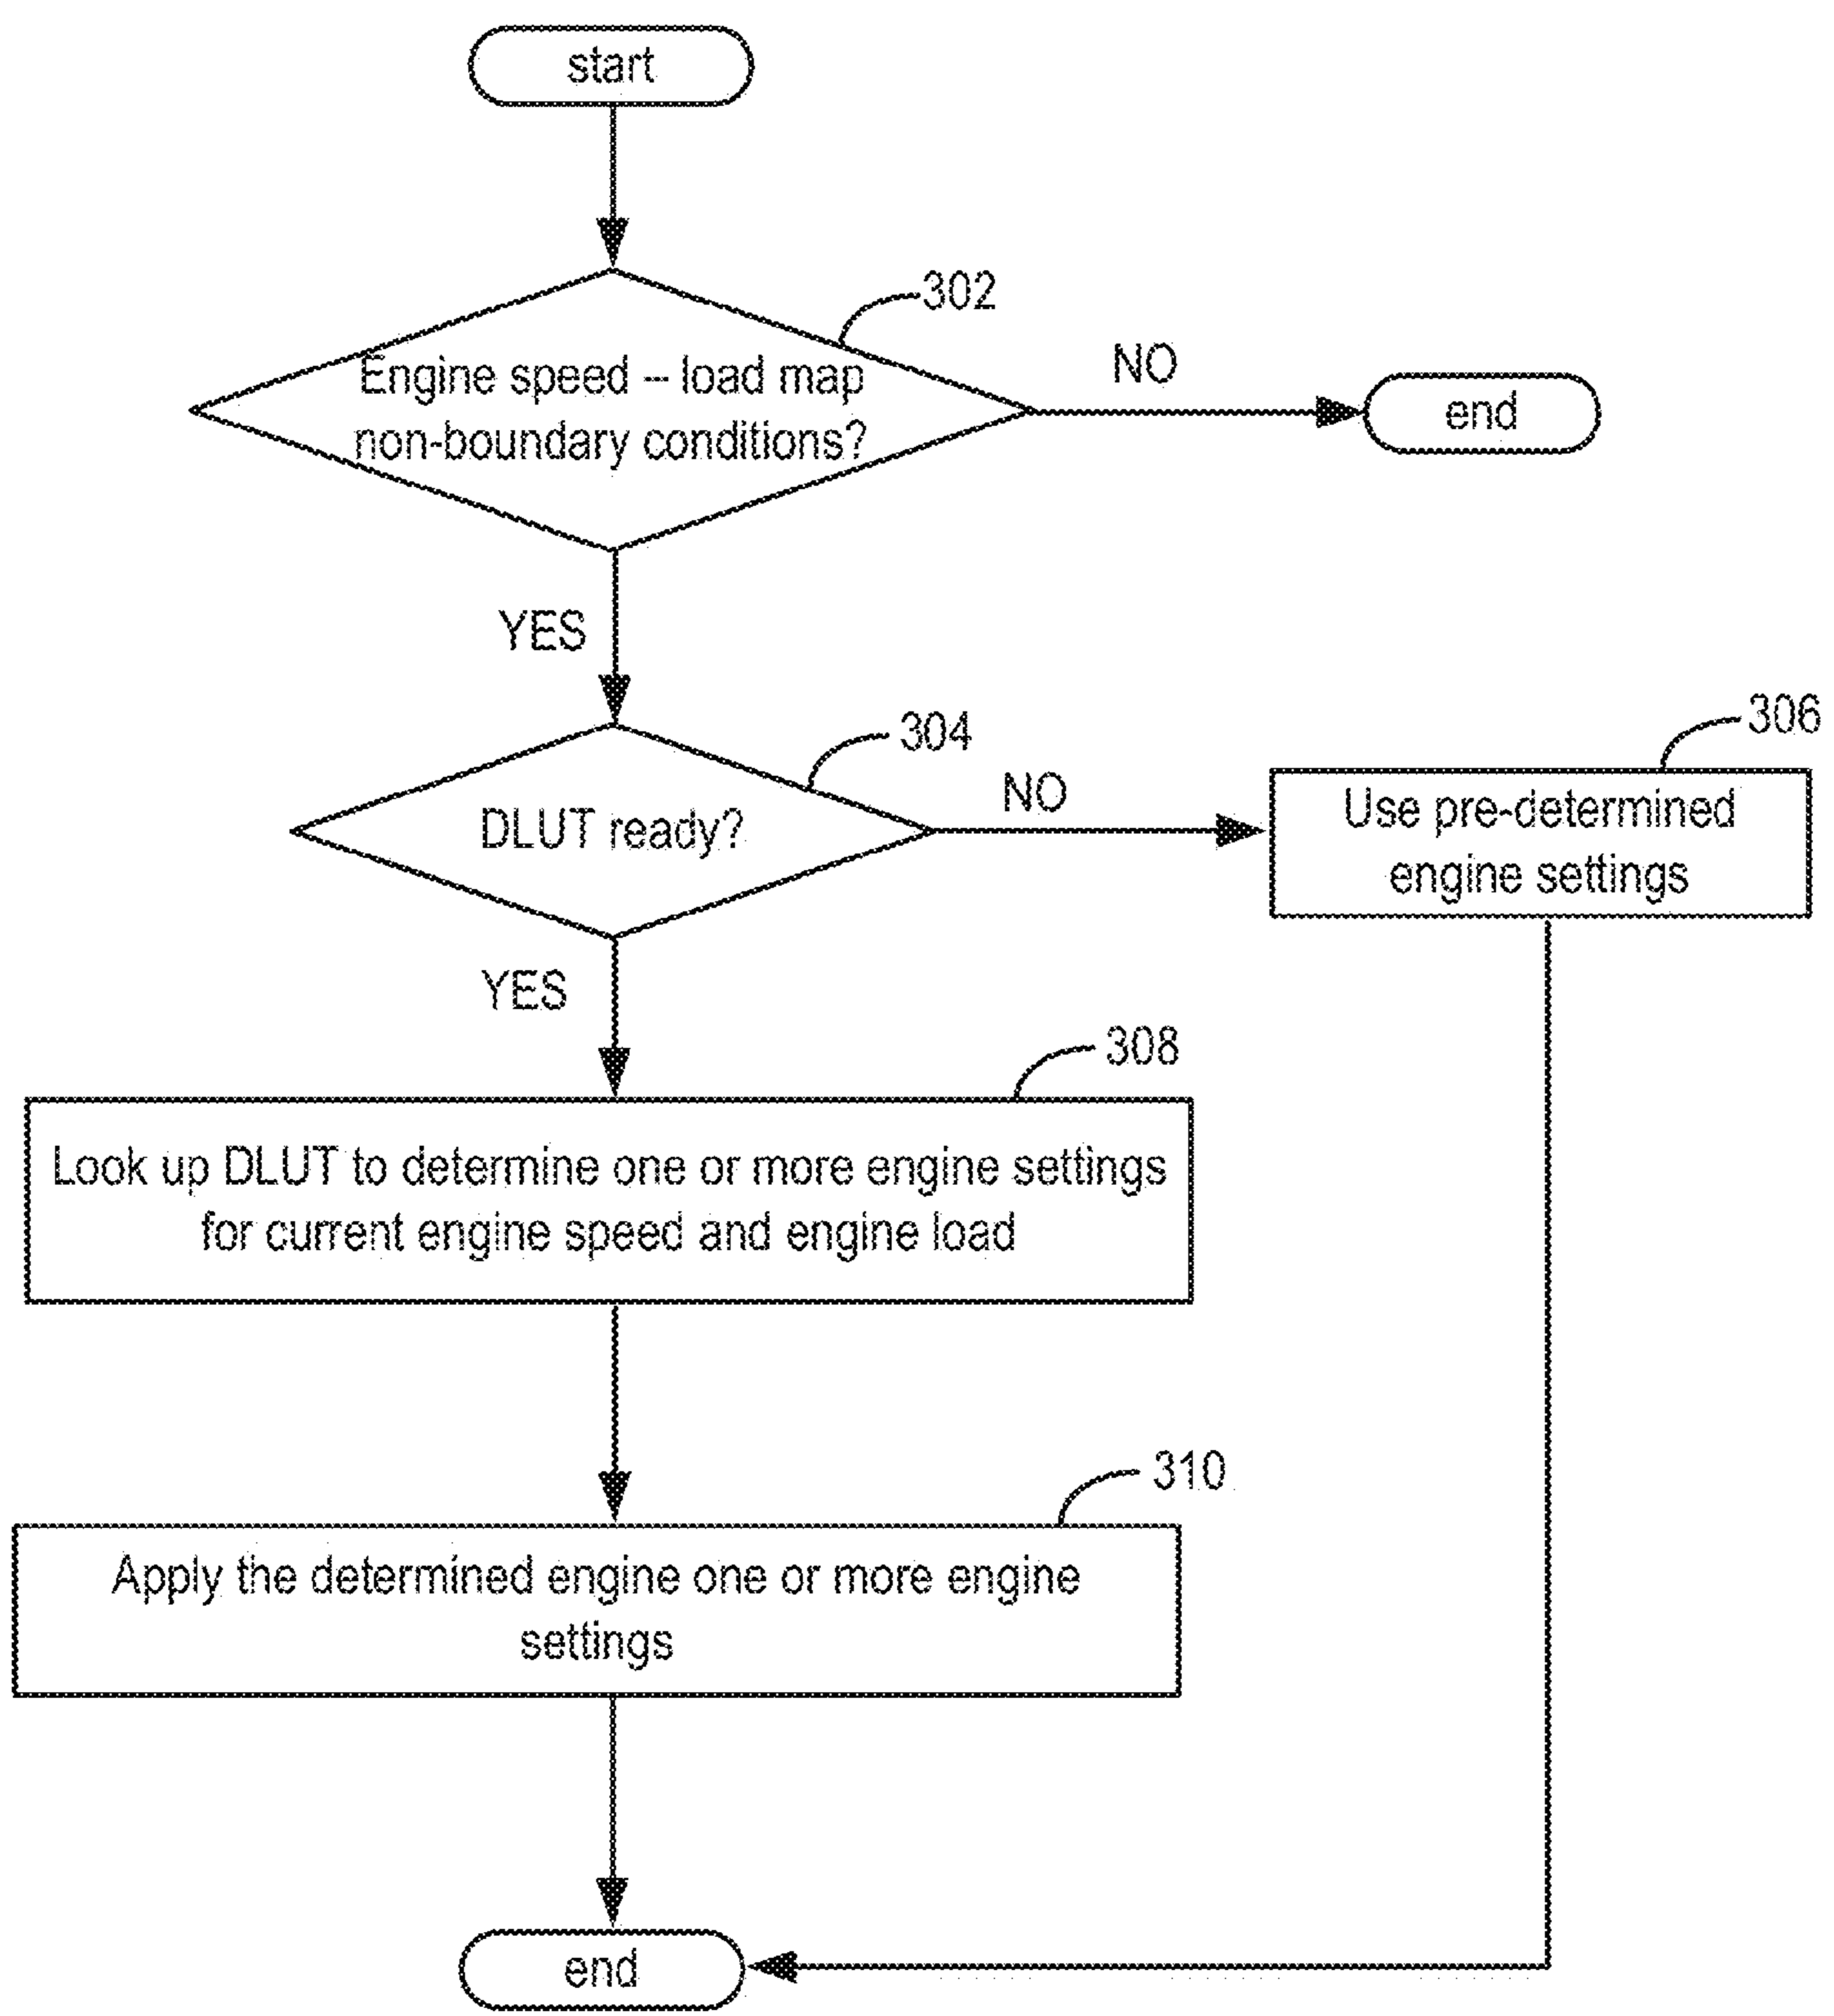 start
302
Engine speed – load map
non-boundary conditions?
NO
end
YES
304
DLUT ready?
NO
306
Use pre-determined
engine settings
YES
308
Look up DLUT to determine one or more engine settings
for current engine speed and engine load
310
Apply the determined engine one or more engine
settings
end